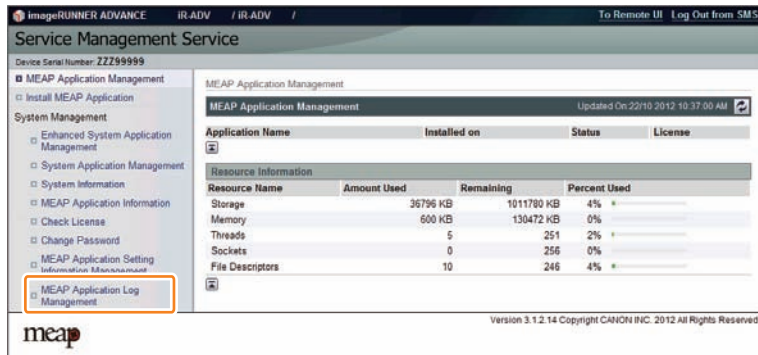 imageRUNNER ADVANCE iR-ADV / iR-ADV / To Remote UI Log Out from SMS
Service Management Service
Device Serial Number: ZZZ99999
MEAP Application Management
Install MEAP Application
System Management
Enhanced System Application
Management
System Application Management
System Information
MEAP Application Information
Check License
Change Password
MEAP Application Setting
Information Management
MEAP Application Log
Management
MEAP Application Management
MEAP Application Management Updated On:22/10 2012 10:37:00 AM
Application Name Installed on Status License
Resource Information
Resource Name Amount Used Remaining Percent Used
Storage 36796 KB 1011780 KB 4%
Memory 600 KB 130472 KB 0%
Threads 5 251 2%
Sockets 0 256 0%
File Descriptors 10 246 4%
meap
Version 3.1.2.14 Copyright CANON INC. 2012 All Rights Reserved